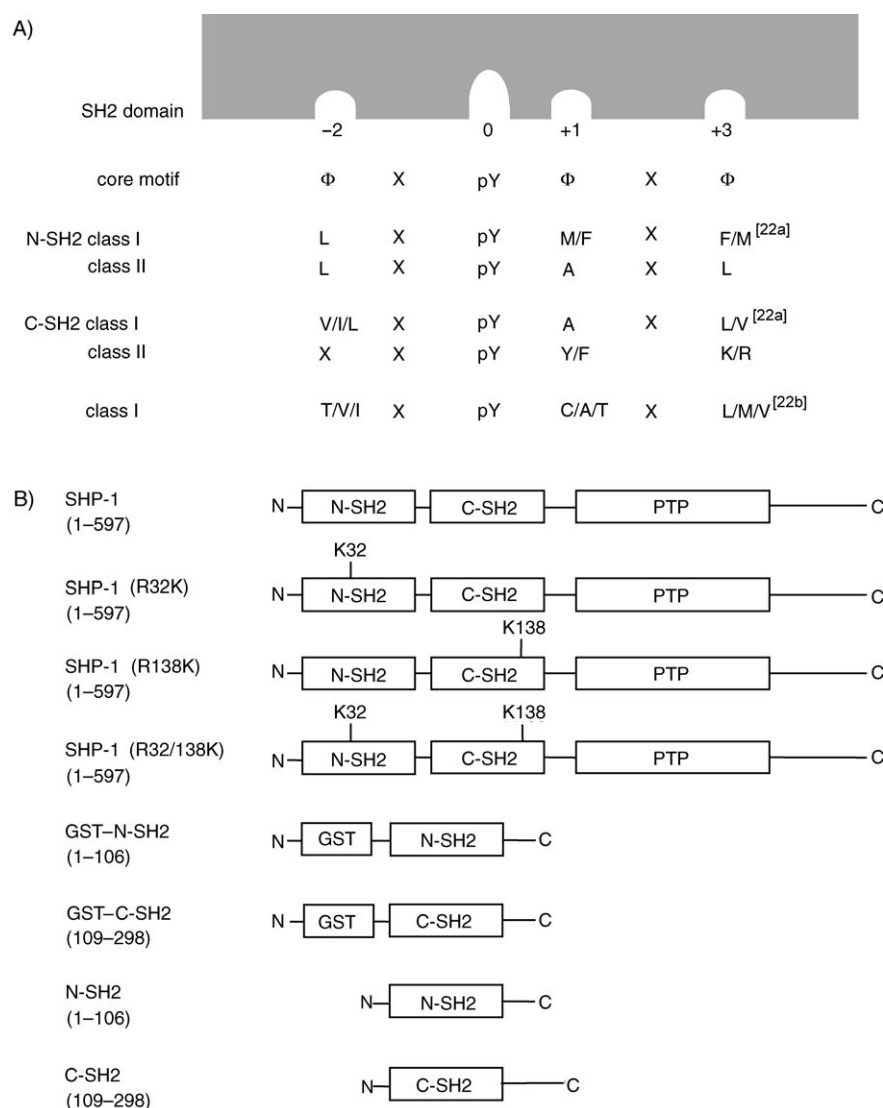 A)
SH2 domain
−2 0 +1 +3
core motif Φ X pY Φ X Φ
N-SH2 class I L X pY M/F X F/M[22a]
class II L X pY A X L
C-SH2 class I V/I/L X pY A X L/V[22a]
class II X X pY Y/F K/R
class I T/V/I X pY C/A/T X L/M/V[22b]
B) SHP-1
(1–597)
N N-SH2 C-SH2 PTP C
K32
SHP-1 (R32K)
(1–597)
N N-SH2 C-SH2 PTP C
K138
SHP-1 (R138K)
(1–597)
N N-SH2 C-SH2 PTP C
K32 K138
SHP-1 (R32/138K)
(1–597)
N N-SH2 C-SH2 PTP C
GST–N-SH2
(1–106)
N GST N-SH2 C
GST–C-SH2
(109–298)
N GST C-SH2 C
N-SH2
(1–106)
N N-SH2 C
C-SH2
(109–298)
N C-SH2 C